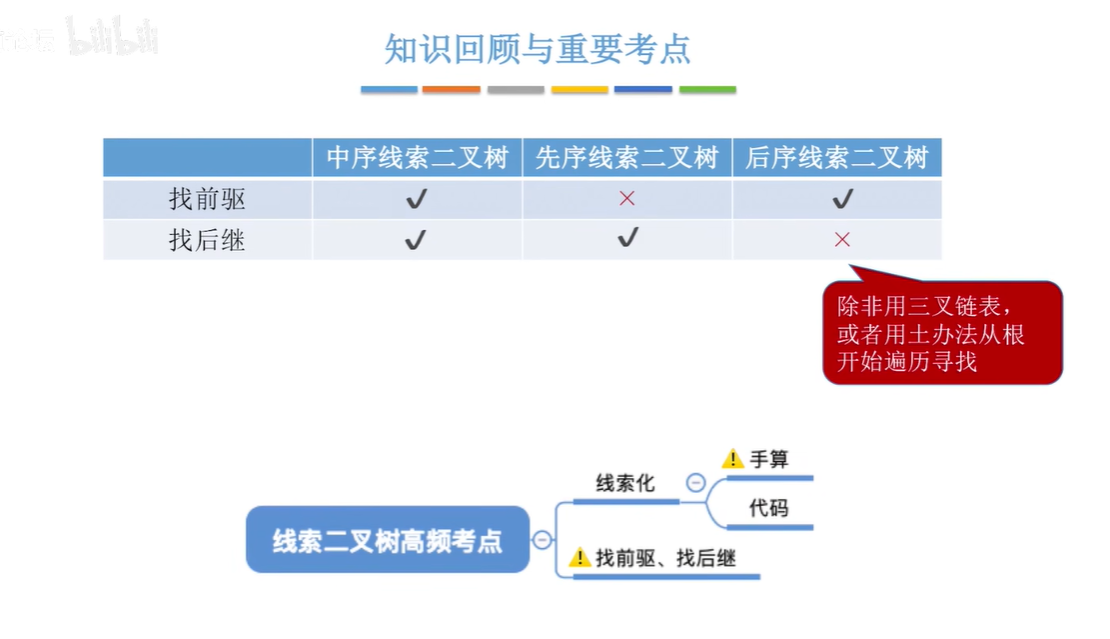 bilibili
知识回顾与重要考点
中序线索二叉树 先序线索二叉树 后序线索二叉树
找前驱 ✓ × ✓
找后继 ✓ ✓ ×
除非用三叉链表，
或者用土办法从根
开始遍历寻找
线索二叉树高频考点
线索化
手算
代码
找前驱、找后继